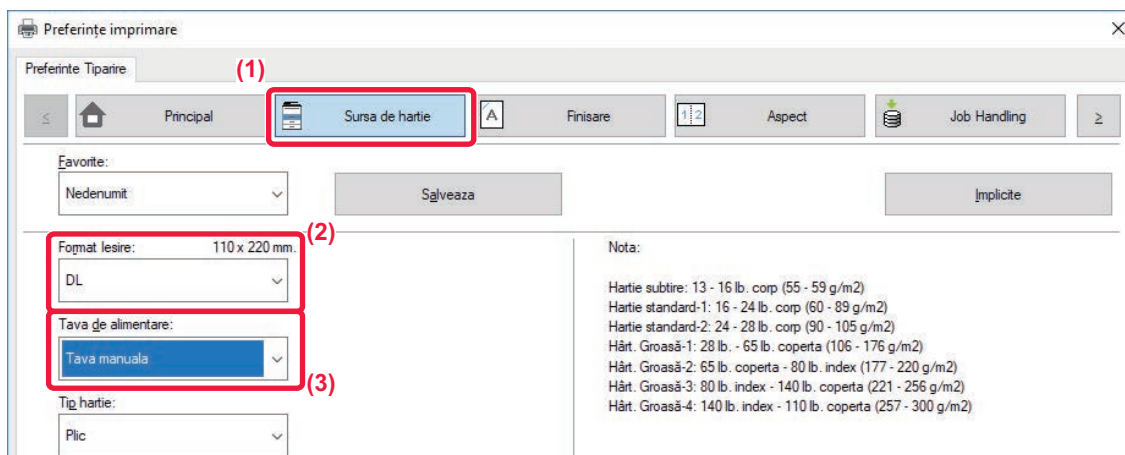 Preferințe imprimare
Preferinte Tiparire
(1)
< Principal Sursa de hartie A Finisare 1 2 Aspect Job Handling >
Favorite:
Nedenumit Salveaza Implicite
(2)
Format Iesire: 110 x 220 mm.
DL
Tava de alimentare:
Tava manuala
(3)
Tip hartie:
Plic
Nota:
Hartie subtire: 13 - 16 lb. corp (55 - 59 g/m2)
Hartie standard-1: 16 - 24 lb. corp (60 - 89 g/m2)
Hartie standard-2: 24 - 28 lb. corp (90 - 105 g/m2)
Hârt. Groasă-1: 28 lb. - 65 lb. coperta (106 - 176 g/m2)
Hârt. Groasă-2: 65 lb. coperta - 80 lb. index (177 - 220 g/m2)
Hârt. Groasă-3: 80 lb. index - 140 lb. coperta (221 - 256 g/m2)
Hârt. Groasă-4: 140 lb. index - 110 lb. coperta (257 - 300 g/m2)